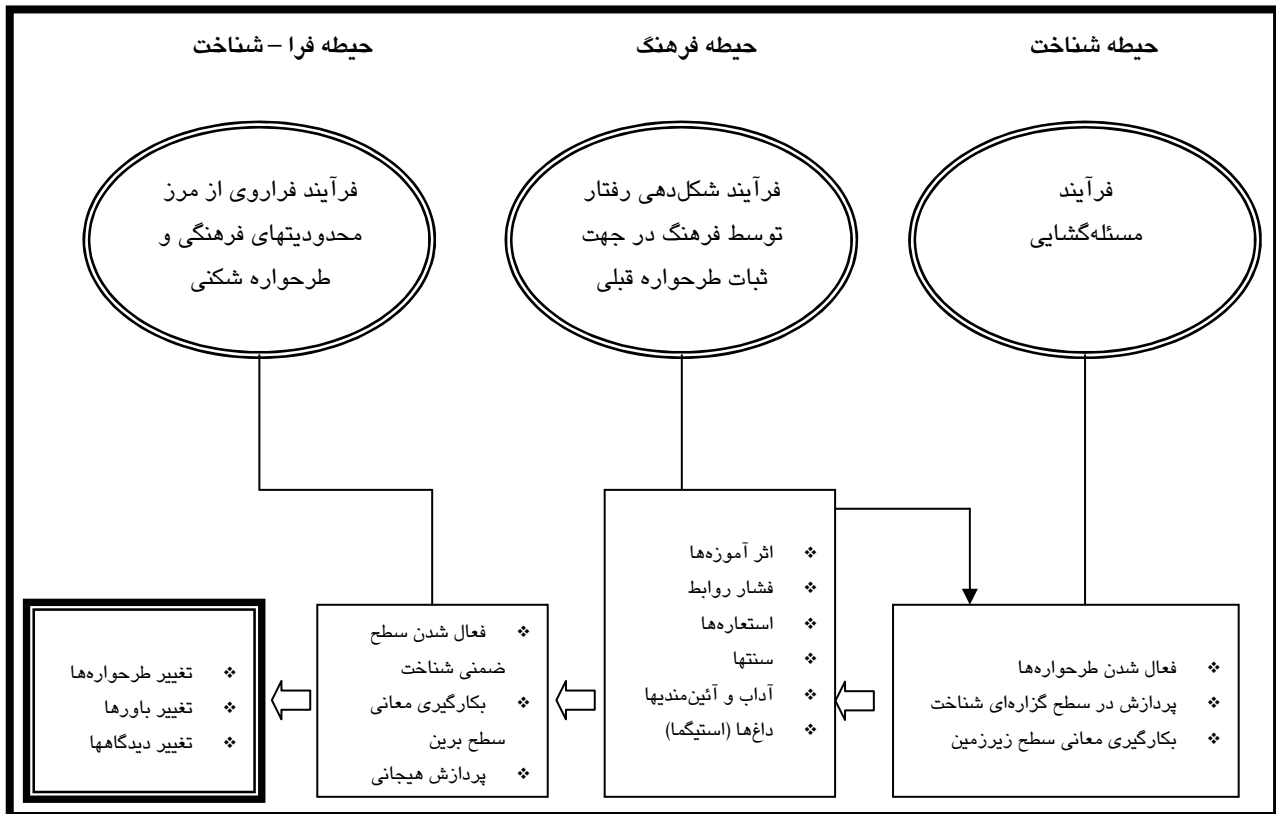 حیطه شناخت
حیطه فرهنگ
حیطه فرا – شناخت
فرآیند
مسئله‌گشایی
فرآیند شکل‌دهی رفتار
توسط فرهنگ در جهت
ثبات طرحواره قبلی
فرآیند فراروی از مرز
محدودیتهای فرهنگی و
طرحواره شکنی
❖ فعال شدن طرحواره‌ها
❖ پردازش در سطح گزاره‌ای شناخت
❖ بکارگیری معانی سطح زیرزمین
❖ اثر آموزه‌ها
❖ فشار روابط
❖ استعاره‌ها
❖ سنتها
❖ آداب و آئین‌مندیها
❖ داغ‌ها (استیگما)
❖ فعال شدن سطح
ضمنی شناخت
❖ بکارگیری معانی
سطح برین
❖ پردازش هیجانی
❖ تغییر طرحواره‌ها
❖ تغییر باورها
❖ تغییر دیدگاهها